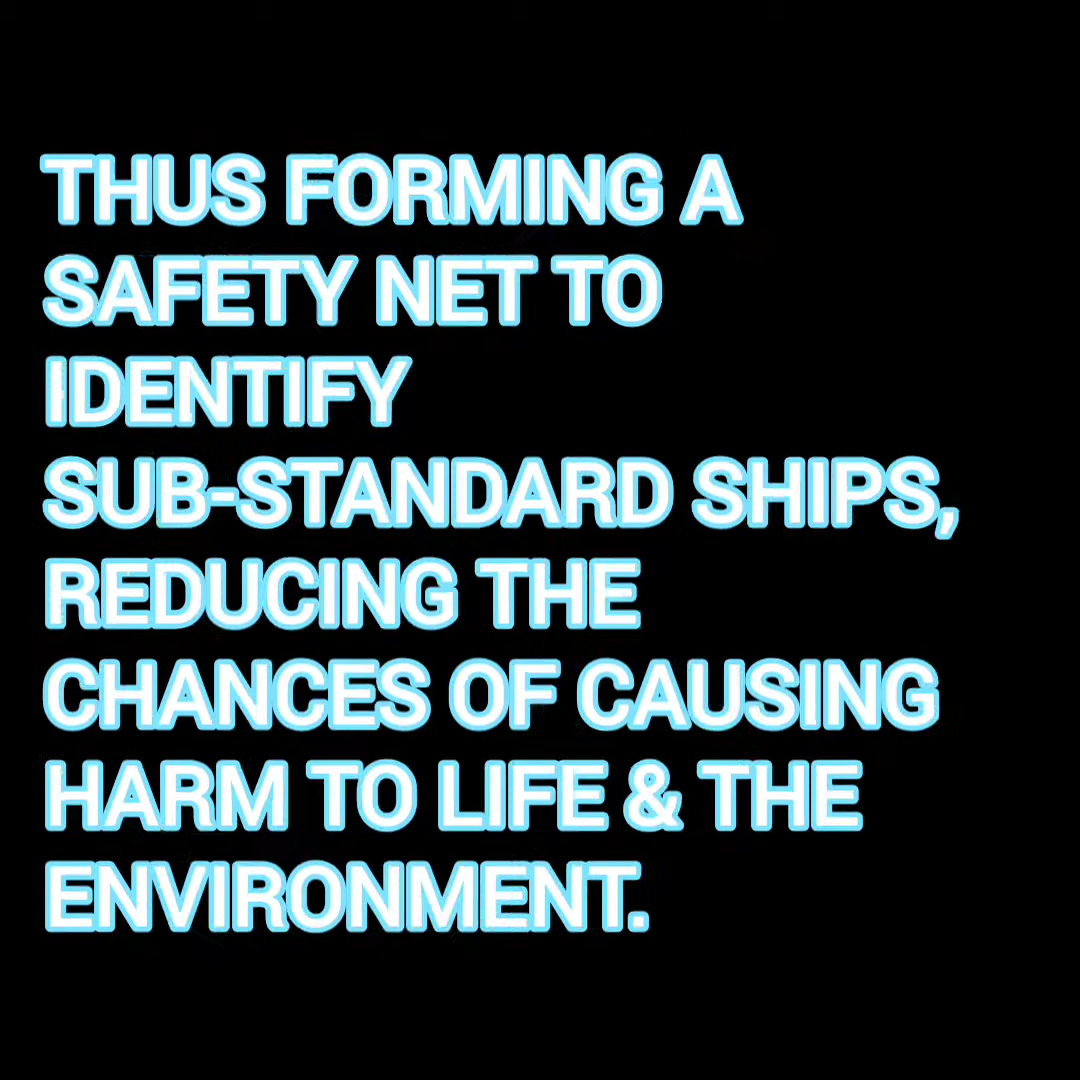 THUS FORMING A
SAFETY NET TO
IDENTIFY
SUB-STANDARD SHIPS,
REDUCING THE
CHANCES OF CAUSING
HARM TO LIFE & THE
ENVIRONMENT.